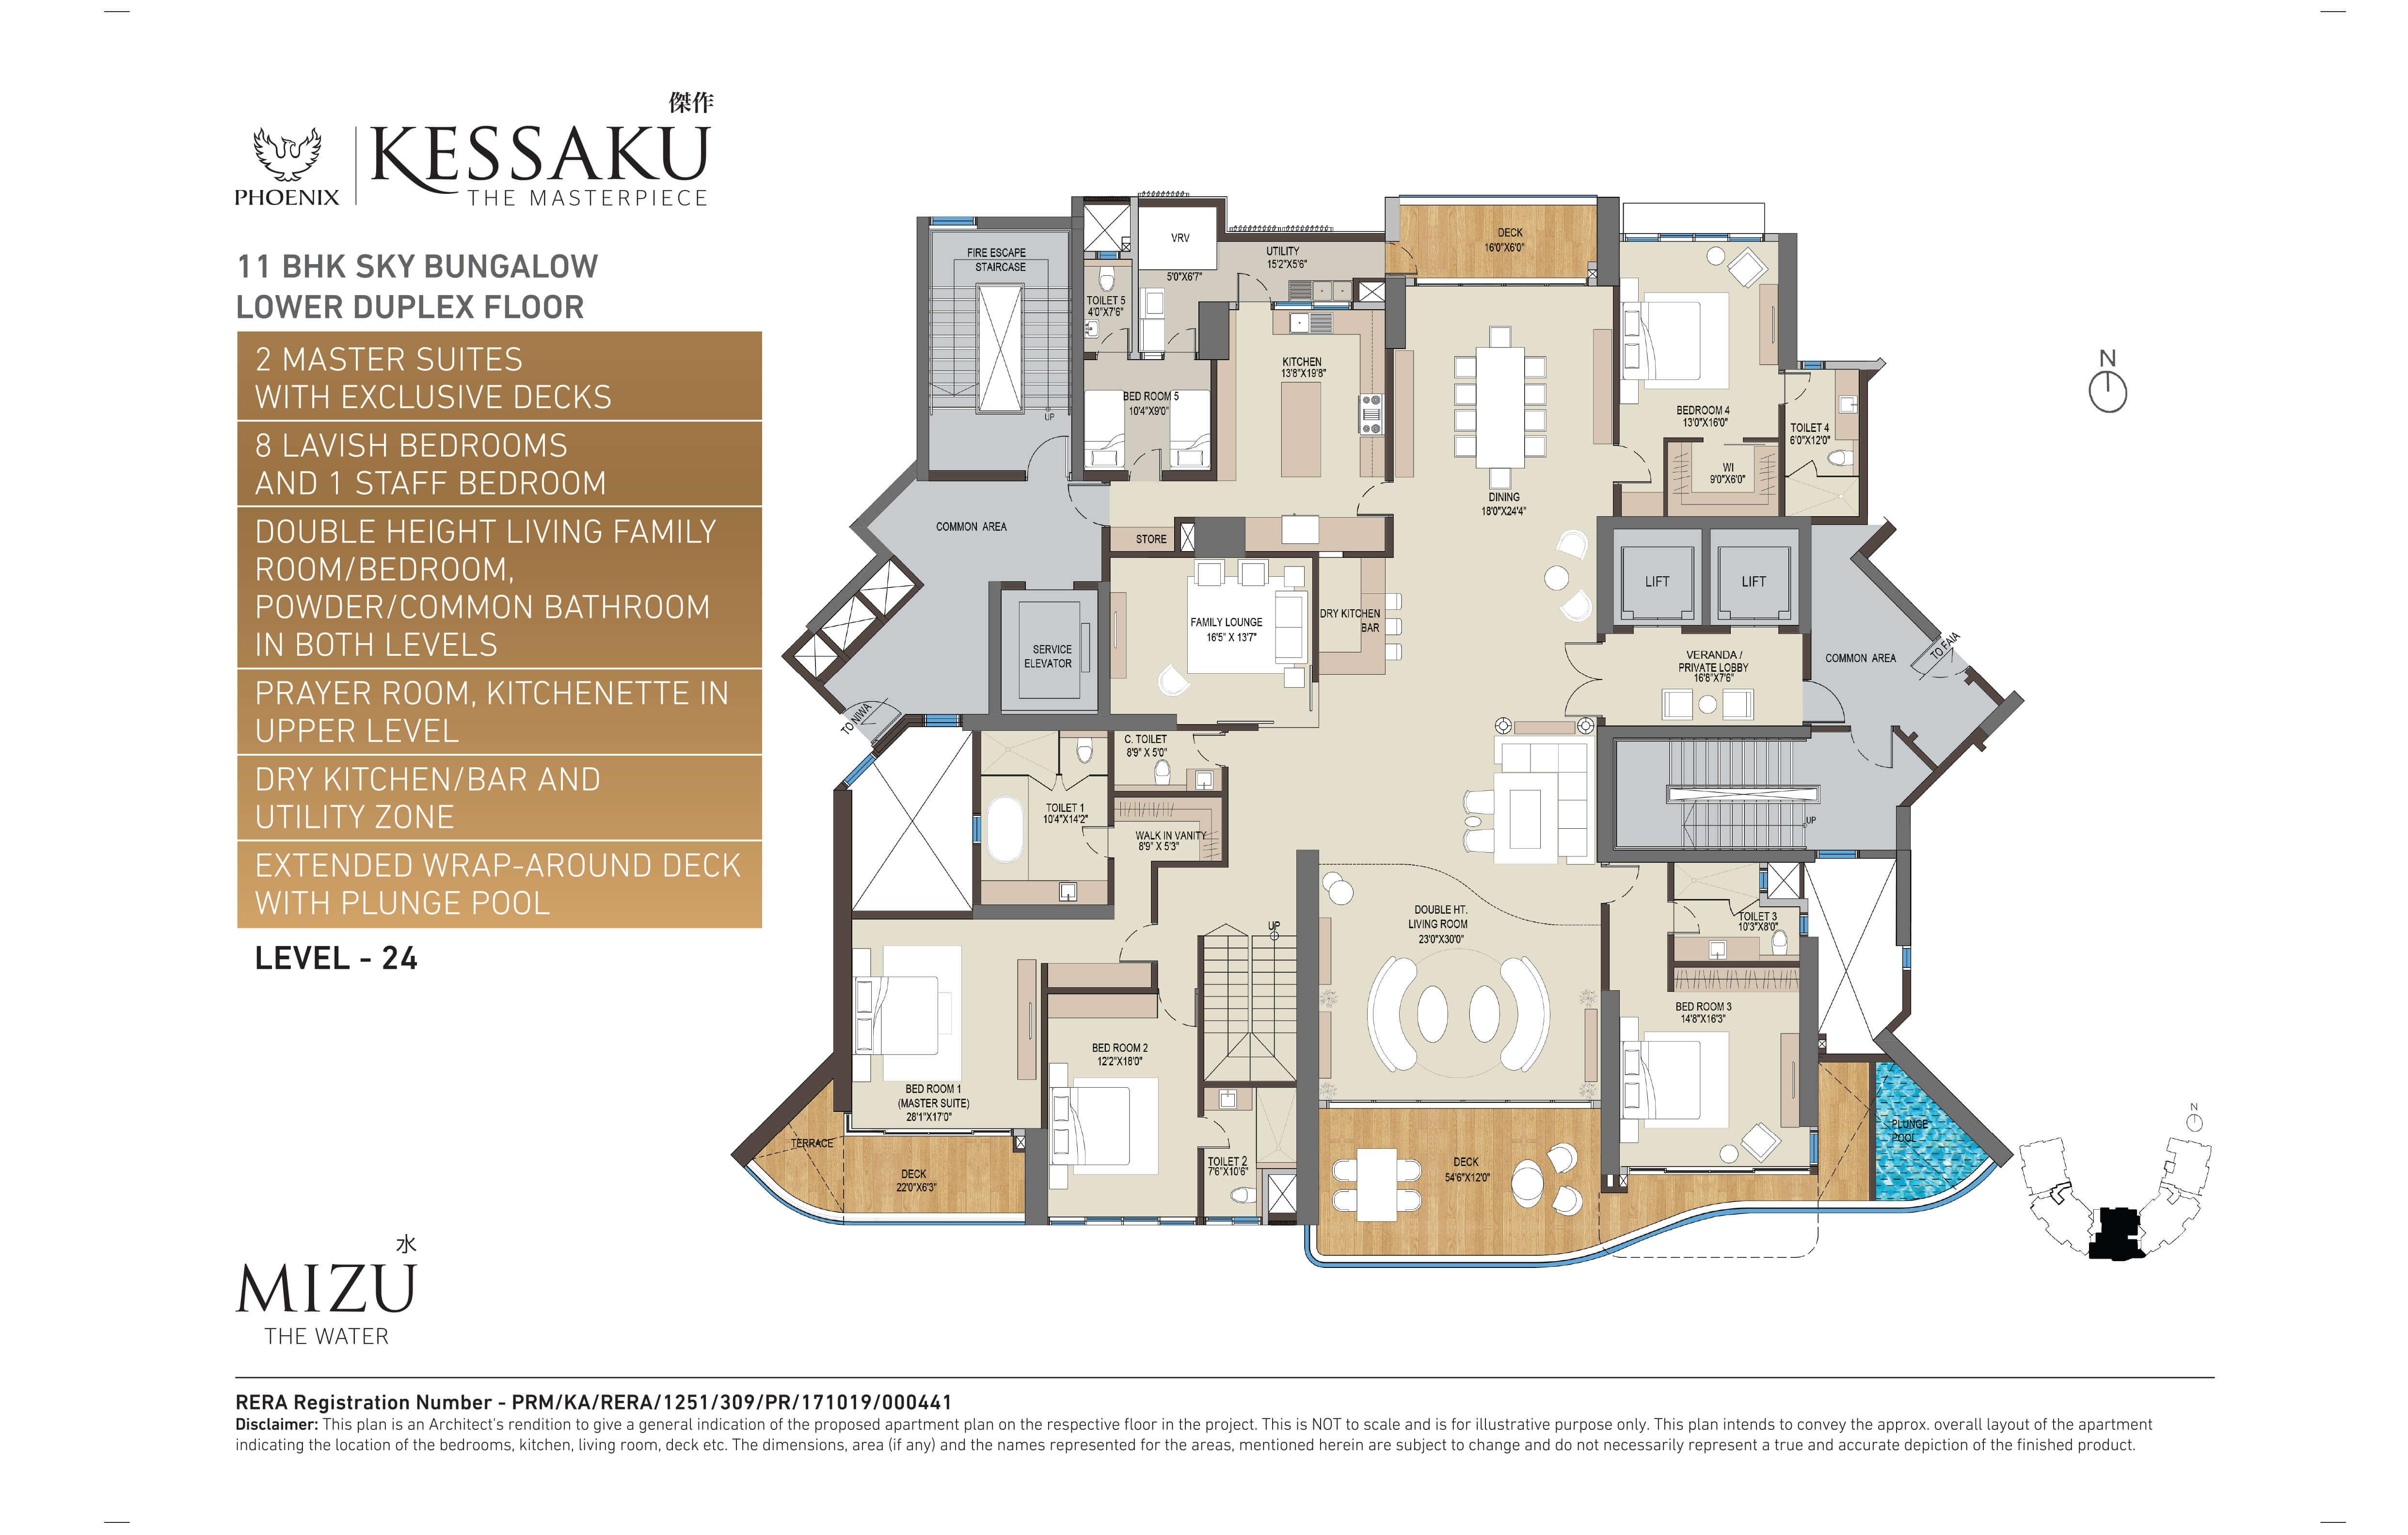 傑作
PHOENIX
KESSAKU
THE MASTERPIECE
11 BHK SKY BUNGALOW
LOWER DUPLEX FLOOR
2 MASTER SUITES
WITH EXCLUSIVE DECKS
8 LAVISH BEDROOMS
AND 1 STAFF BEDROOM
DOUBLE HEIGHT LIVING FAMILY
ROOM/BEDROOM,
POWDER/COMMON BATHROOM
IN BOTH LEVELS
PRAYER ROOM, KITCHENETTE IN
UPPER LEVEL
DRY KITCHEN/BAR AND
UTILITY ZONE
EXTENDED WRAP-AROUND DECK
WITH PLUNGE POOL
LEVEL - 24
水
MIZU
THE WATER
FIRE ESCAPE
STAIRCASE
UP
VRV
5'0"X6'7"
UTILITY
15'2"X5'6"
DECK
16'0"X6'0"
TOILET 5
4'0"X7'6"
BED ROOM 5
10'4"X9'0"
KITCHEN
13'8"X19'8"
DINING
18'0"X24'4"
BEDROOM 4
13'0"X16'0"
TOILET 4
6'0"X12'0"
WI
9'0"X6'0"
N
COMMON AREA
STORE
LIFT
LIFT
FAMILY LOUNGE
16'5" X 13'7"
DRY KITCHEN
BAR
SERVICE
ELEVATOR
VERANDA /
PRIVATE LOBBY
16'8"X7'6"
COMMON AREA
TO FAIA
TO NIWA
C. TOILET
8'9" X 5'0"
TOILET 1
10'4"X14'2"
WALK IN VANITY
8'9" X 5'3"
UP
UP
DOUBLE HT.
LIVING ROOM
23'0"X30'0"
TOILET 3
10'3"X8'0"
BED ROOM 3
14'8"X16'3"
BED ROOM 2
12'2"X18'0"
BED ROOM 1
(MASTER SUITE)
28'1"X17'0"
TERRACE
DECK
22'0"X6'3"
TOILET 2
7'6"X10'6"
DECK
54'6"X12'0"
PLUNGE
POOL
N
RERA Registration Number - PRM/KA/RERA/1251/309/PR/171019/000441
Disclaimer: This plan is an Architect's rendition to give a general indication of the proposed apartment plan on the respective floor in the project. This is NOT to scale and is for illustrative purpose only. This plan intends to convey the approx. overall layout of the apartment
indicating the location of the bedrooms, kitchen, living room, deck etc. The dimensions, area (if any) and the names represented for the areas, mentioned herein are subject to change and do not necessarily represent a true and accurate depiction of the finished product.